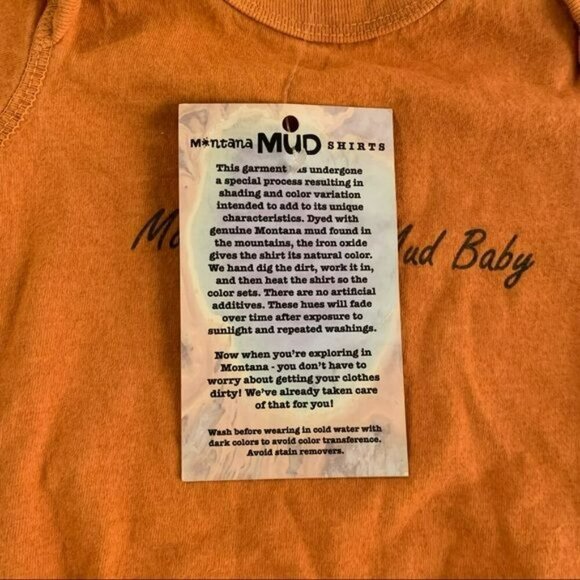 M*ntana MUD SHIRTS
This garment as undergone
a special process resulting in
shading and color variation
intended to add to its unique
characteristics. Dyed with
genuine Montana mud found in
the mountains, the iron oxide
gives the shirt its natural color.
We hand dig the dirt, work it in,
and then heat the shirt so the
color sets. There are no artificial
additives. These hues will fade
over time after exposure to
sunlight and repeated washings.
Now when you're exploring in
Montana - you don't have to
worry about getting your clothes
dirty! We've already taken care
of that for you!
Wash before wearing in cold water with
dark colors to avoid color transference.
Avoid stain removers.
Mo Mud Baby